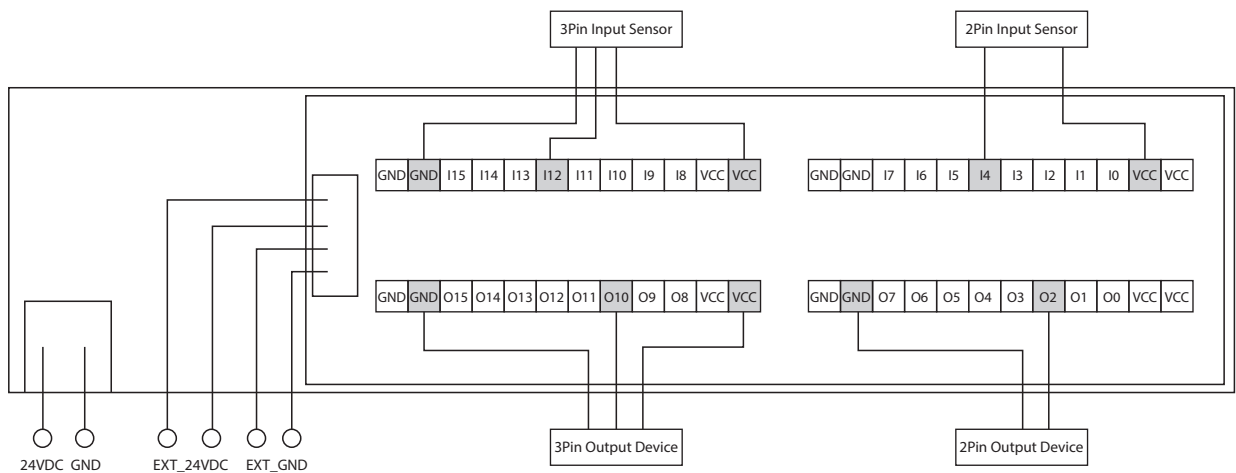 3Pin Input Sensor 2Pin Input Sensor
GND GND I15 I14 I13 I12 I11 I10 I9 I8 VCC VCC GND GND I7 I6 I5 I4 I3 I2 I1 I0 VCC VCC
GND GND O15 O14 O13 O12 O11 O10 O9 O8 VCC VCC GND GND O7 O6 O5 O4 O3 O2 O1 O0 VCC VCC
3Pin Output Device 2Pin Output Device
24VDC GND EXT_24VDC EXT_GND